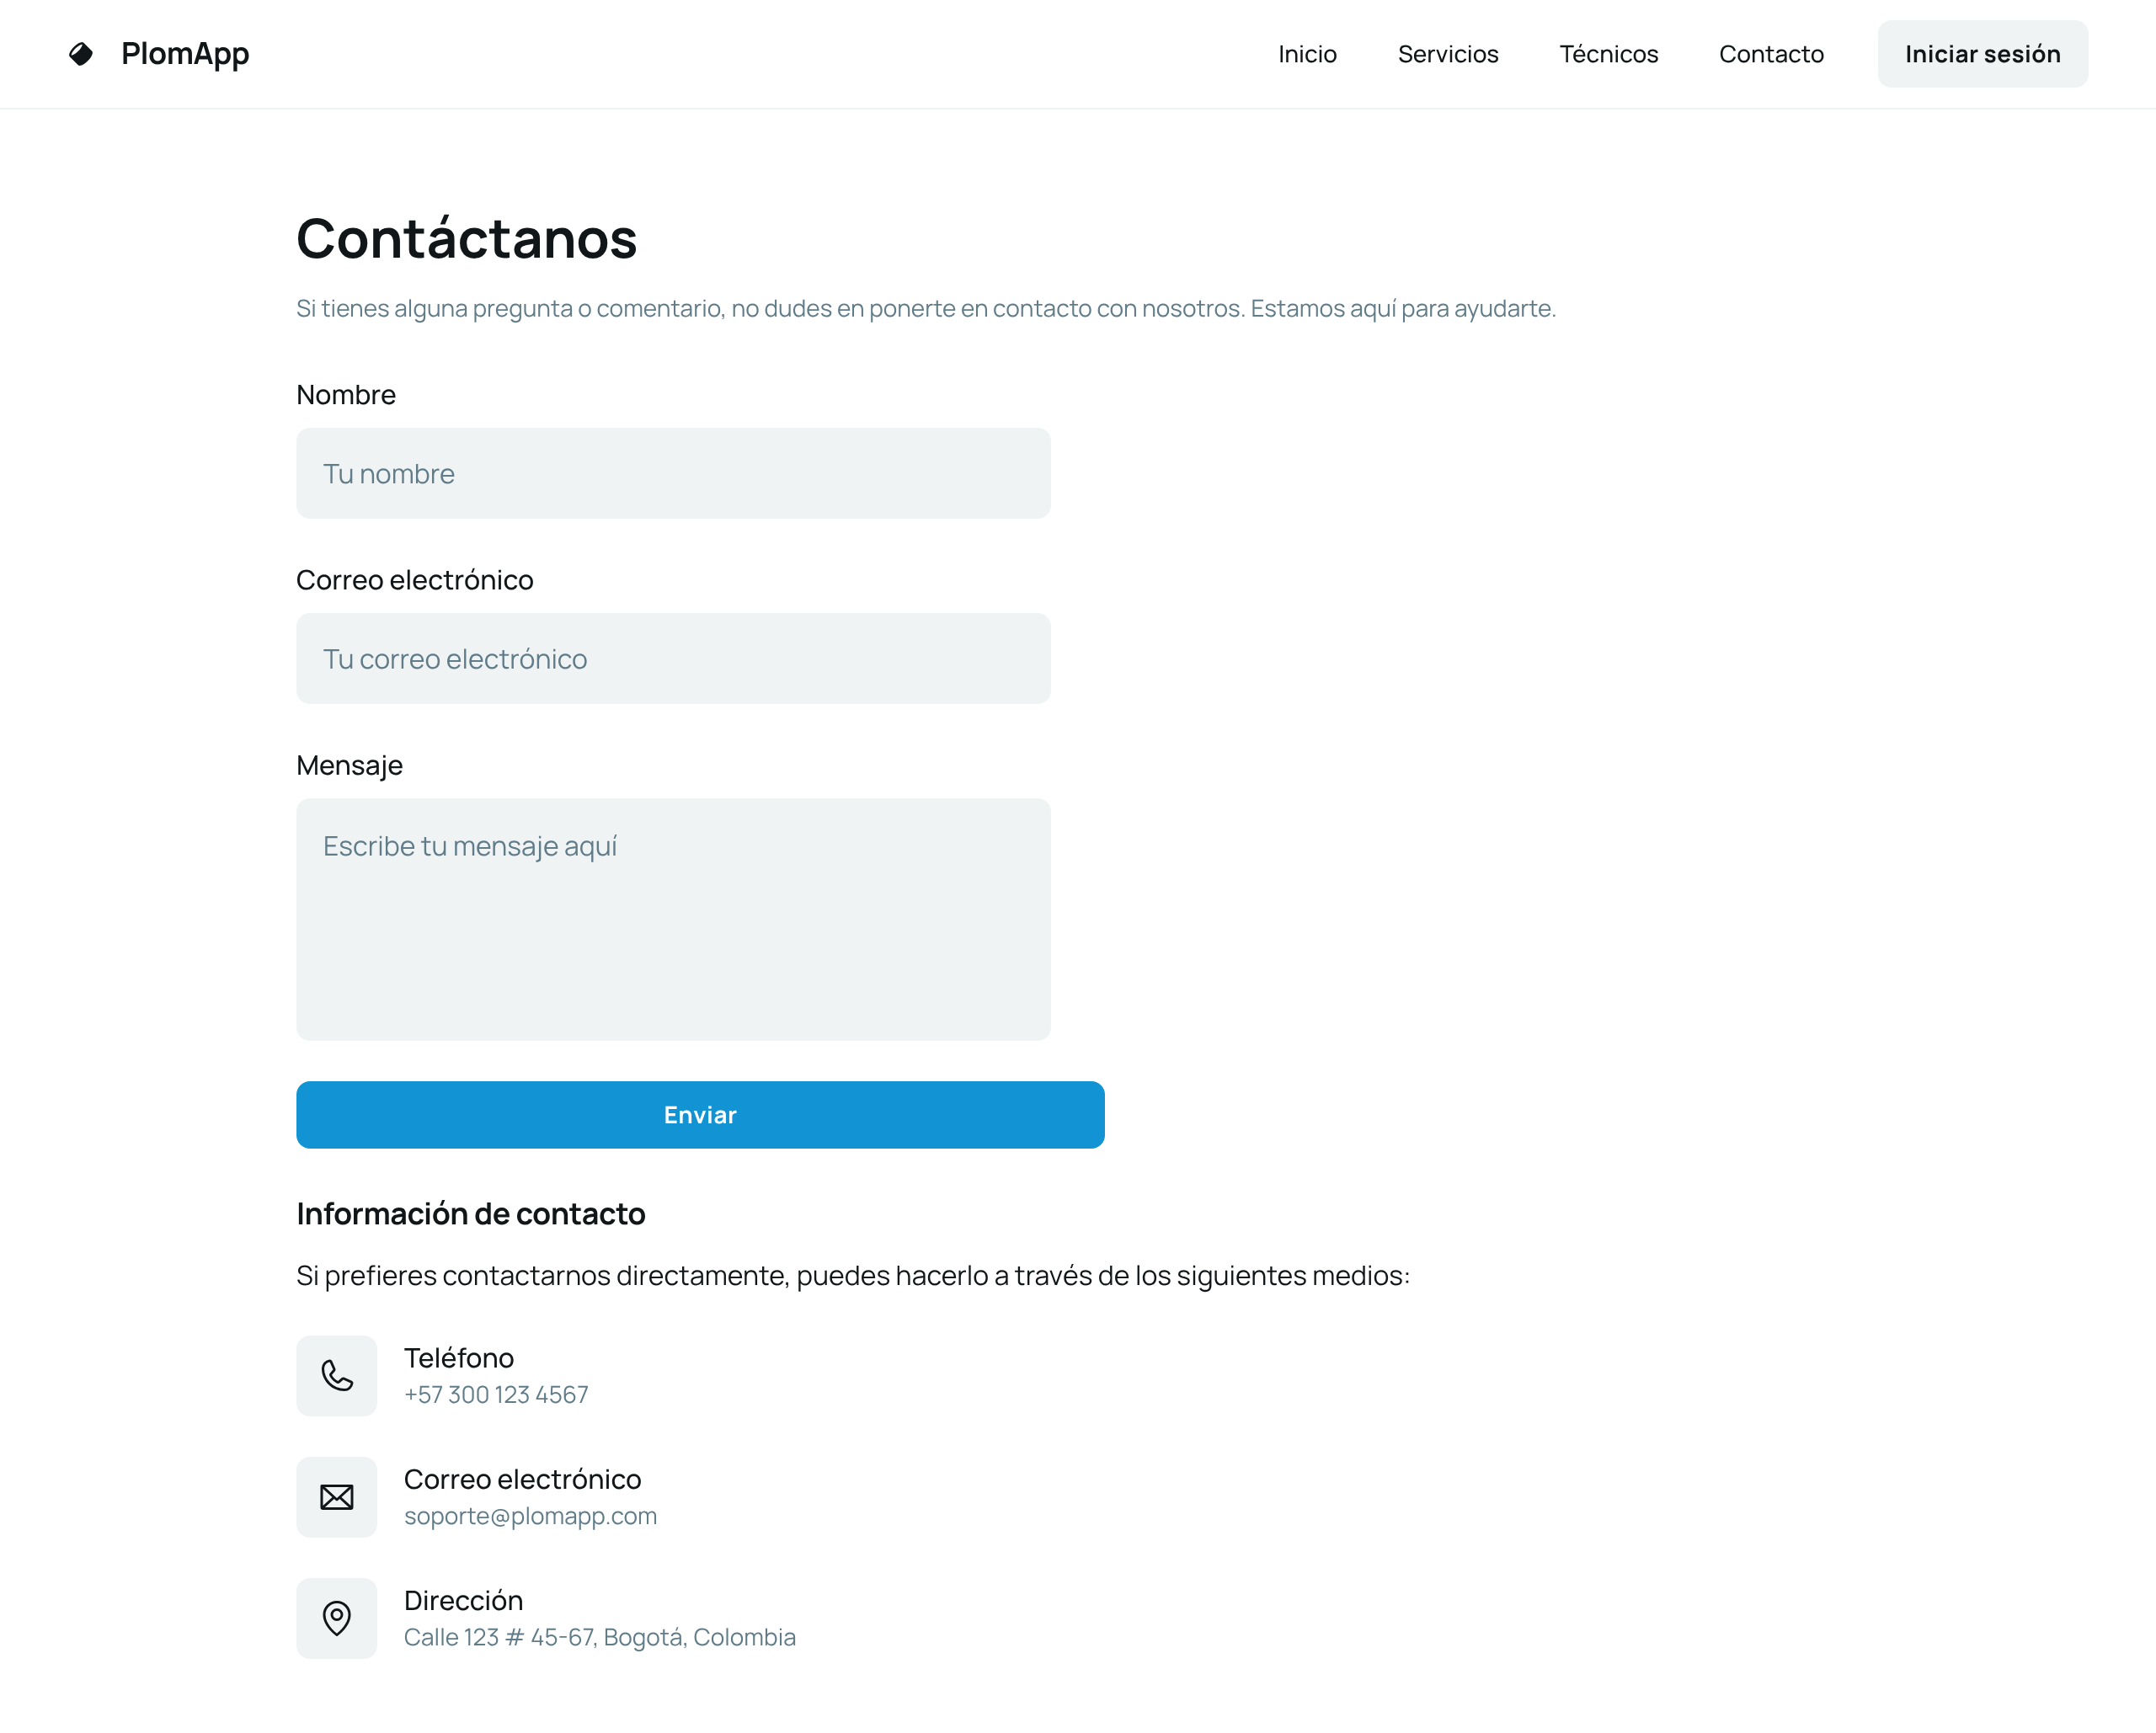 PlomApp
Inicio
Servicios
Técnicos
Contacto
Iniciar sesión
Contáctanos
Si tienes alguna pregunta o comentario, no dudes en ponerte en contacto con nosotros. Estamos aquí para ayudarte.
Nombre
Tu nombre
Correo electrónico
Tu correo electrónico
Mensaje
Escribe tu mensaje aquí
Enviar
Información de contacto
Si prefieres contactarnos directamente, puedes hacerlo a través de los siguientes medios:
Teléfono
+57 300 123 4567
Correo electrónico
soporte@plomapp.com
Dirección
Calle 123 # 45-67, Bogotá, Colombia